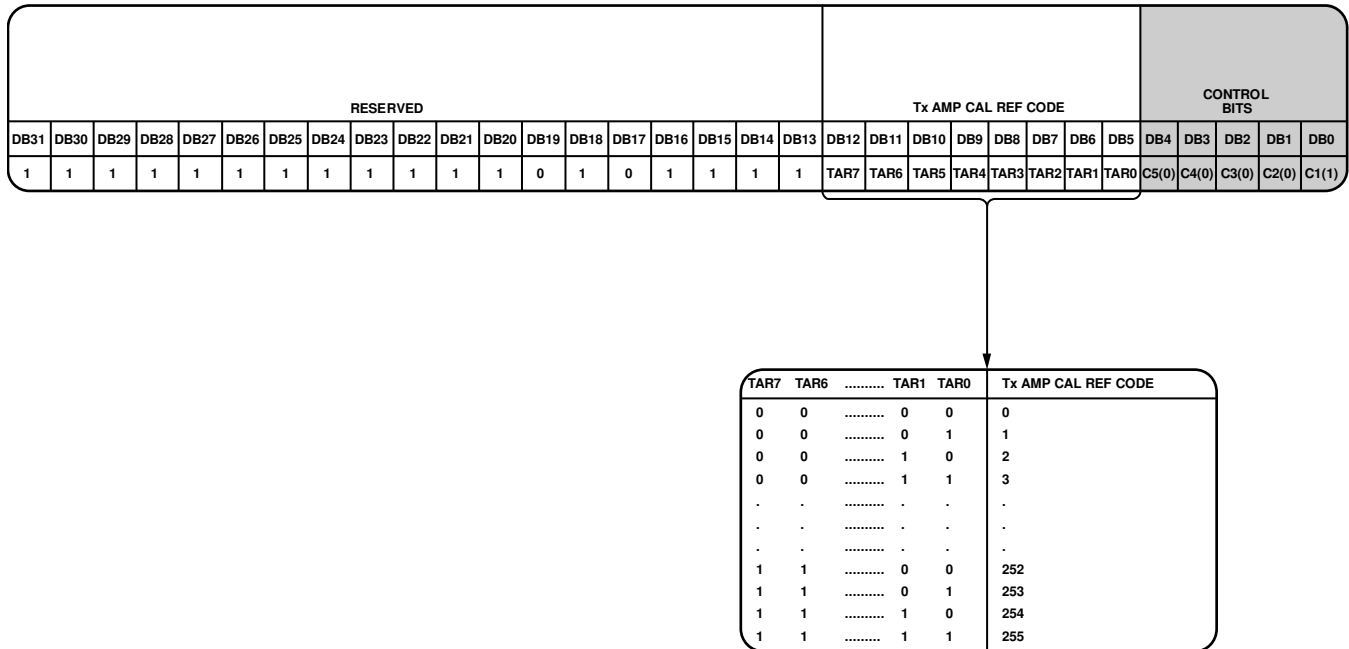 RESERVED Tx AMP CAL REF CODE CONTROL
BITS
DB31 DB30 DB29 DB28 DB27 DB26 DB25 DB24 DB23 DB22 DB21 DB20 DB19 DB18 DB17 DB16 DB15 DB14 DB13 DB12 DB11 DB10 DB9 DB8 DB7 DB6 DB5 DB4 DB3 DB2 DB1 DB0
1 1 1 1 1 1 1 1 1 1 1 1 0 1 0 1 1 1 1 TAR7 TAR6 TAR5 TAR4 TAR3 TAR2 TAR1 TAR0 C5(0) C4(0) C3(0) C2(0) C1(1)
TAR7 TAR6 .......... TAR1 TAR0 Tx AMP CAL REF CODE
0 0 .......... 0 0 0
0 0 .......... 0 1 1
0 0 .......... 1 0 2
0 0 .......... 1 1 3
. . .......... . . .
. . .......... . . .
. . .......... . . .
1 1 .......... 0 0 252
1 1 .......... 0 1 253
1 1 .......... 1 0 254
1 1 ......... 1 1 255